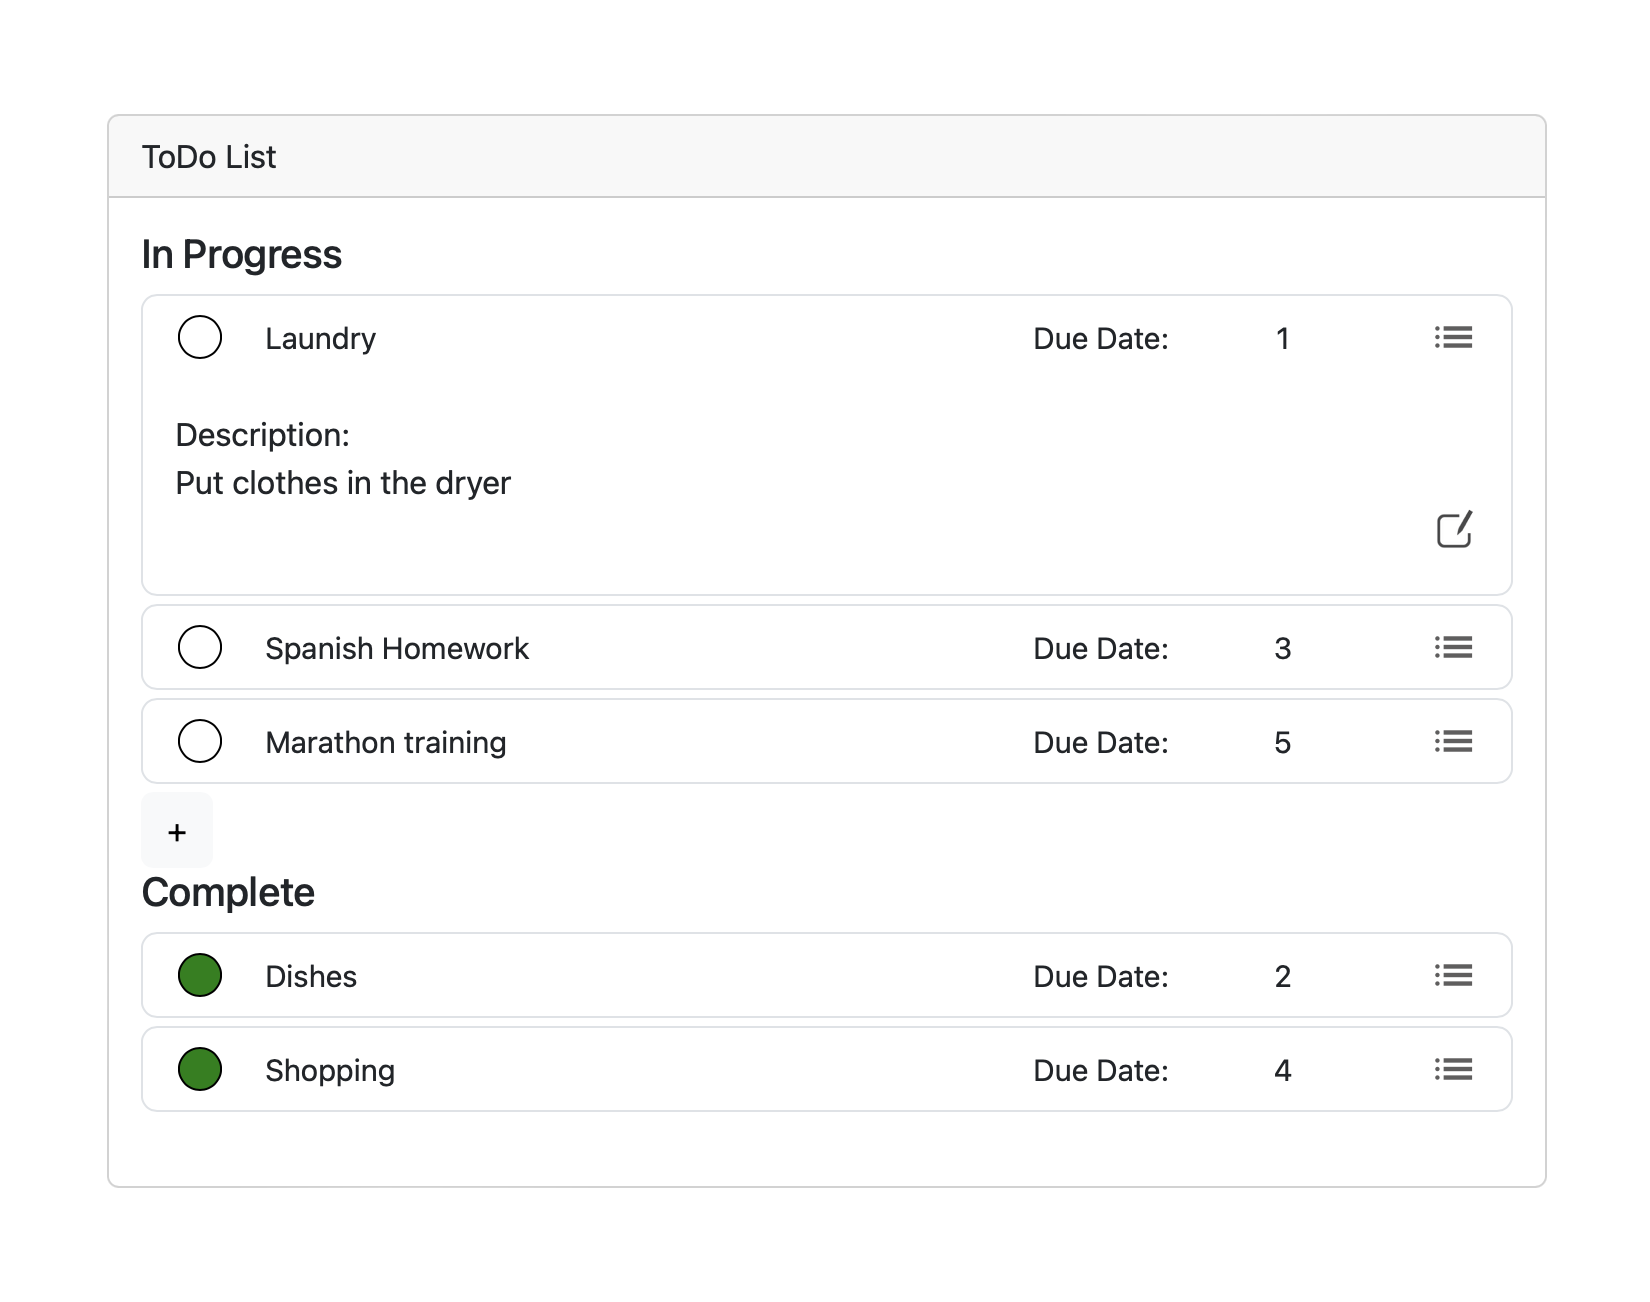 ToDo List
In Progress
Laundry Due Date: 1
Description:
Put clothes in the dryer
Spanish Homework Due Date: 3
Marathon training Due Date: 5
+
Complete
Dishes Due Date: 2
Shopping Due Date: 4